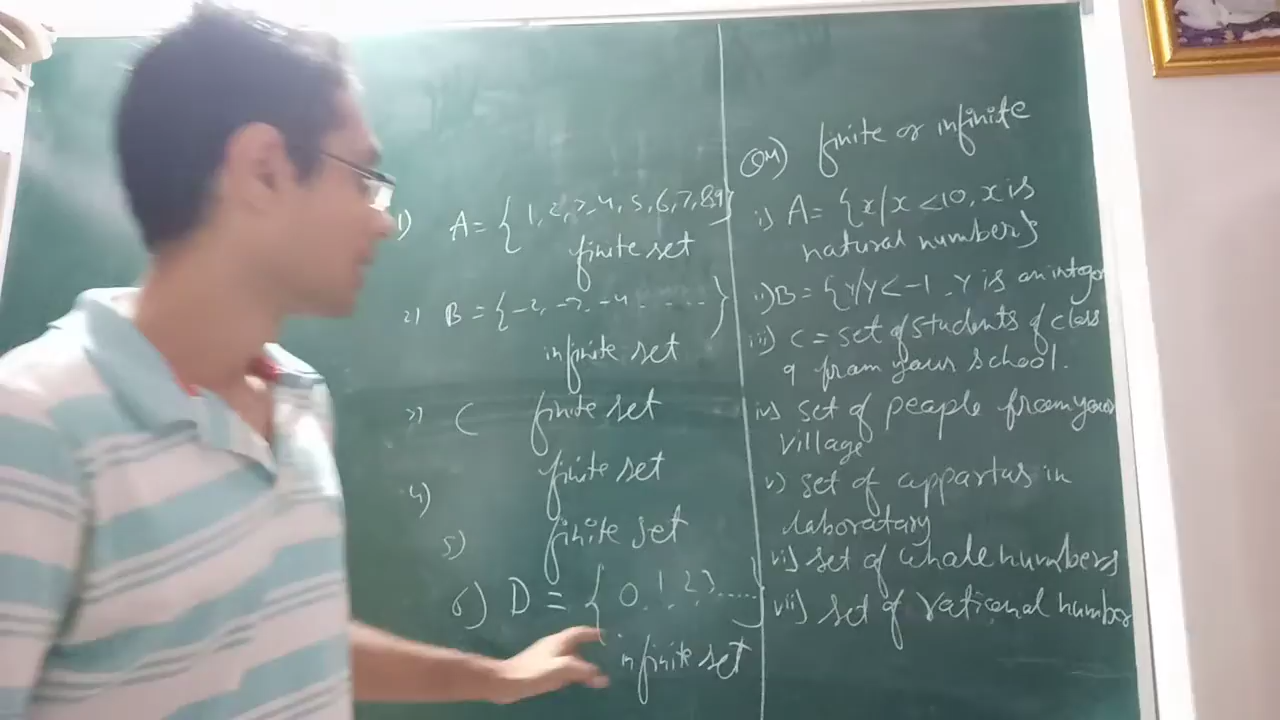 1) A = { 1, 2, 3, 4, 5, 6, 7, 8 9 }
finite set
2) B = { -2, -3, -4 ........ }
infinite set
3) C finite set
4) finite set
5) finite set
6) D = { 0, 1, 2, 3 ..... }
infinite set
Q4) finite or infinite
i) A = { x/x < 10, x is
natural number }
ii) B = { Y/Y < -1, Y is an integer
iii) C = set of students of class
9 from your school.
iv) set of people from your
village
v) set of appartus in
laboratary
vi) set of whole numbers
vii) set of rational number